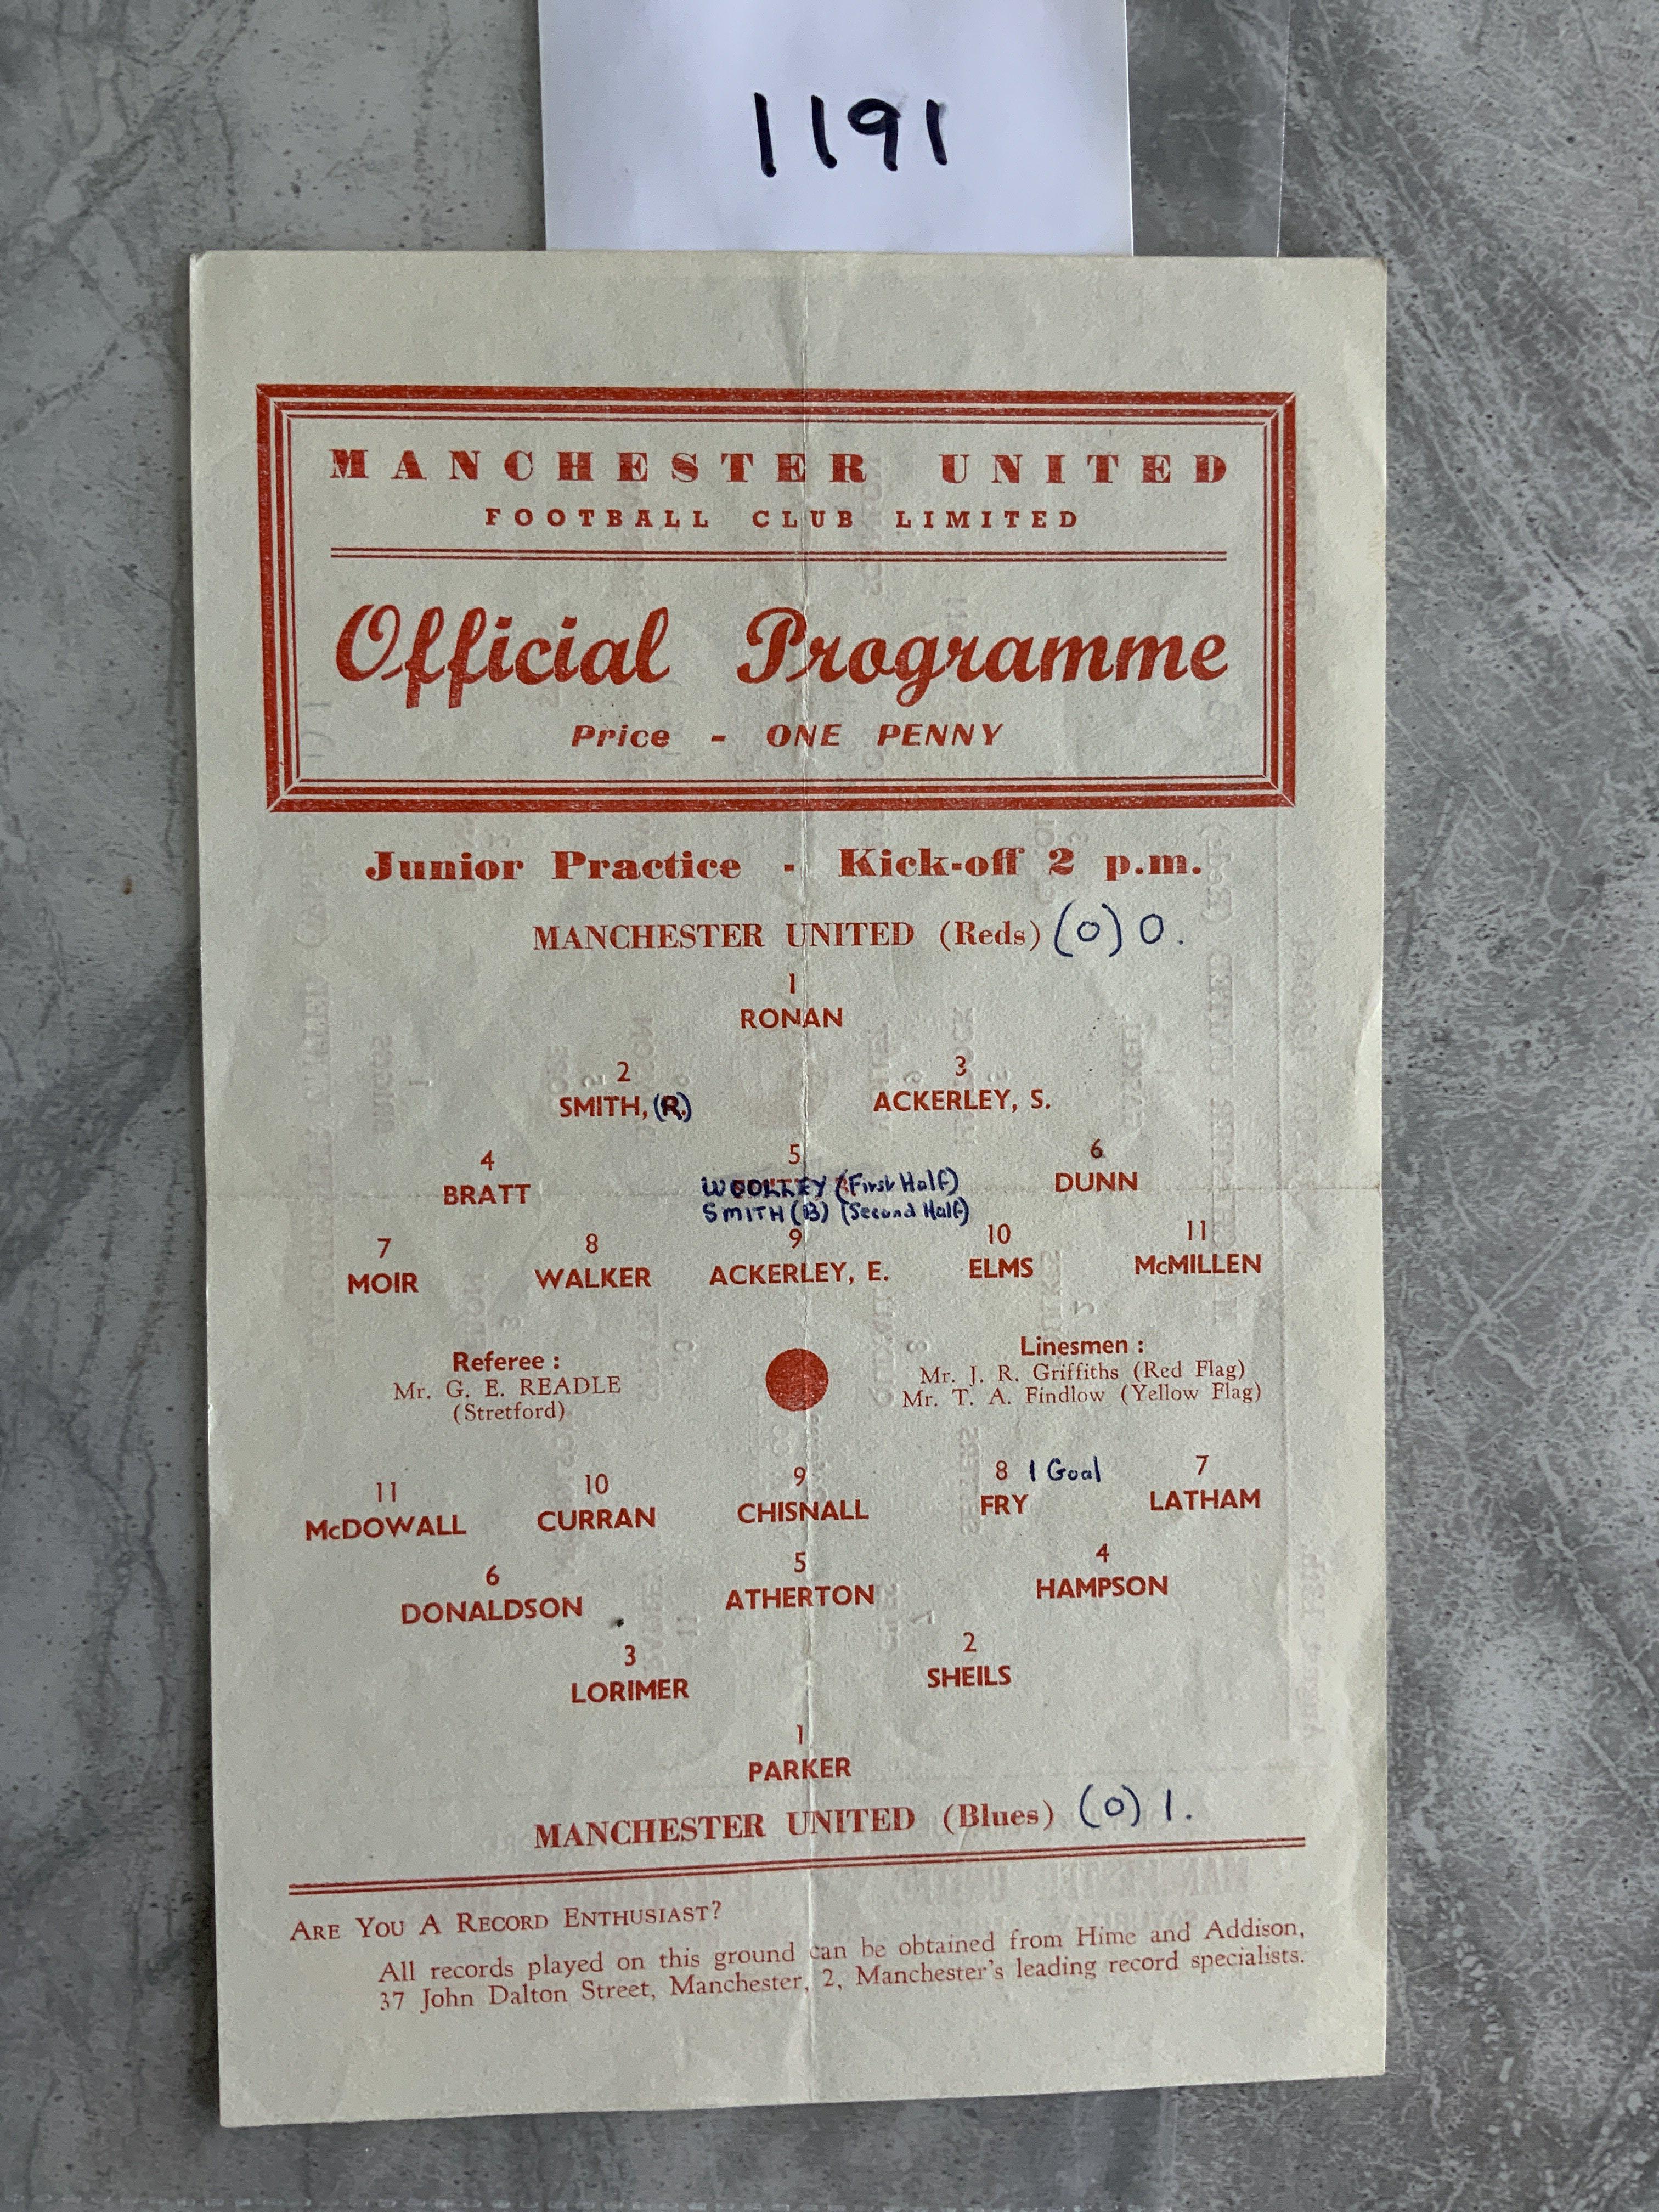 1191
MANCHESTER UNITED
FOOTBALL CLUB LIMITED
Official Programme
Price - ONE PENNY
Junior Practice - Kick-off 2 p.m.
MANCHESTER UNITED (Reds) (0) 0.
1
RONAN
2 3
SMITH, (R.) ACKERLEY, S.
4 5 6
BRATT WOOLLEY (First Half) DUNN
SMITH (B) (Second Half)
7 8 9 10 11
MOIR WALKER ACKERLEY, E. ELMS McMILLEN
Referee :
Mr. G. E. READLE
(Stretford)
Linesmen :
Mr. J. R. Griffiths (Red Flag)
Mr. T. A. Findlow (Yellow Flag)
11 10 9 8 1 Goal 7
McDOWALL CURRAN CHISNALL FRY LATHAM
6 5 4
DONALDSON ATHERTON HAMPSON
3 2
LORIMER SHEILS
1
PARKER
MANCHESTER UNITED (Blues) (0) 1.
ARE YOU A RECORD ENTHUSIAST?
All records played on this ground can be obtained from Hime and Addison,
37 John Dalton Street, Manchester, 2, Manchester's leading record specialists.